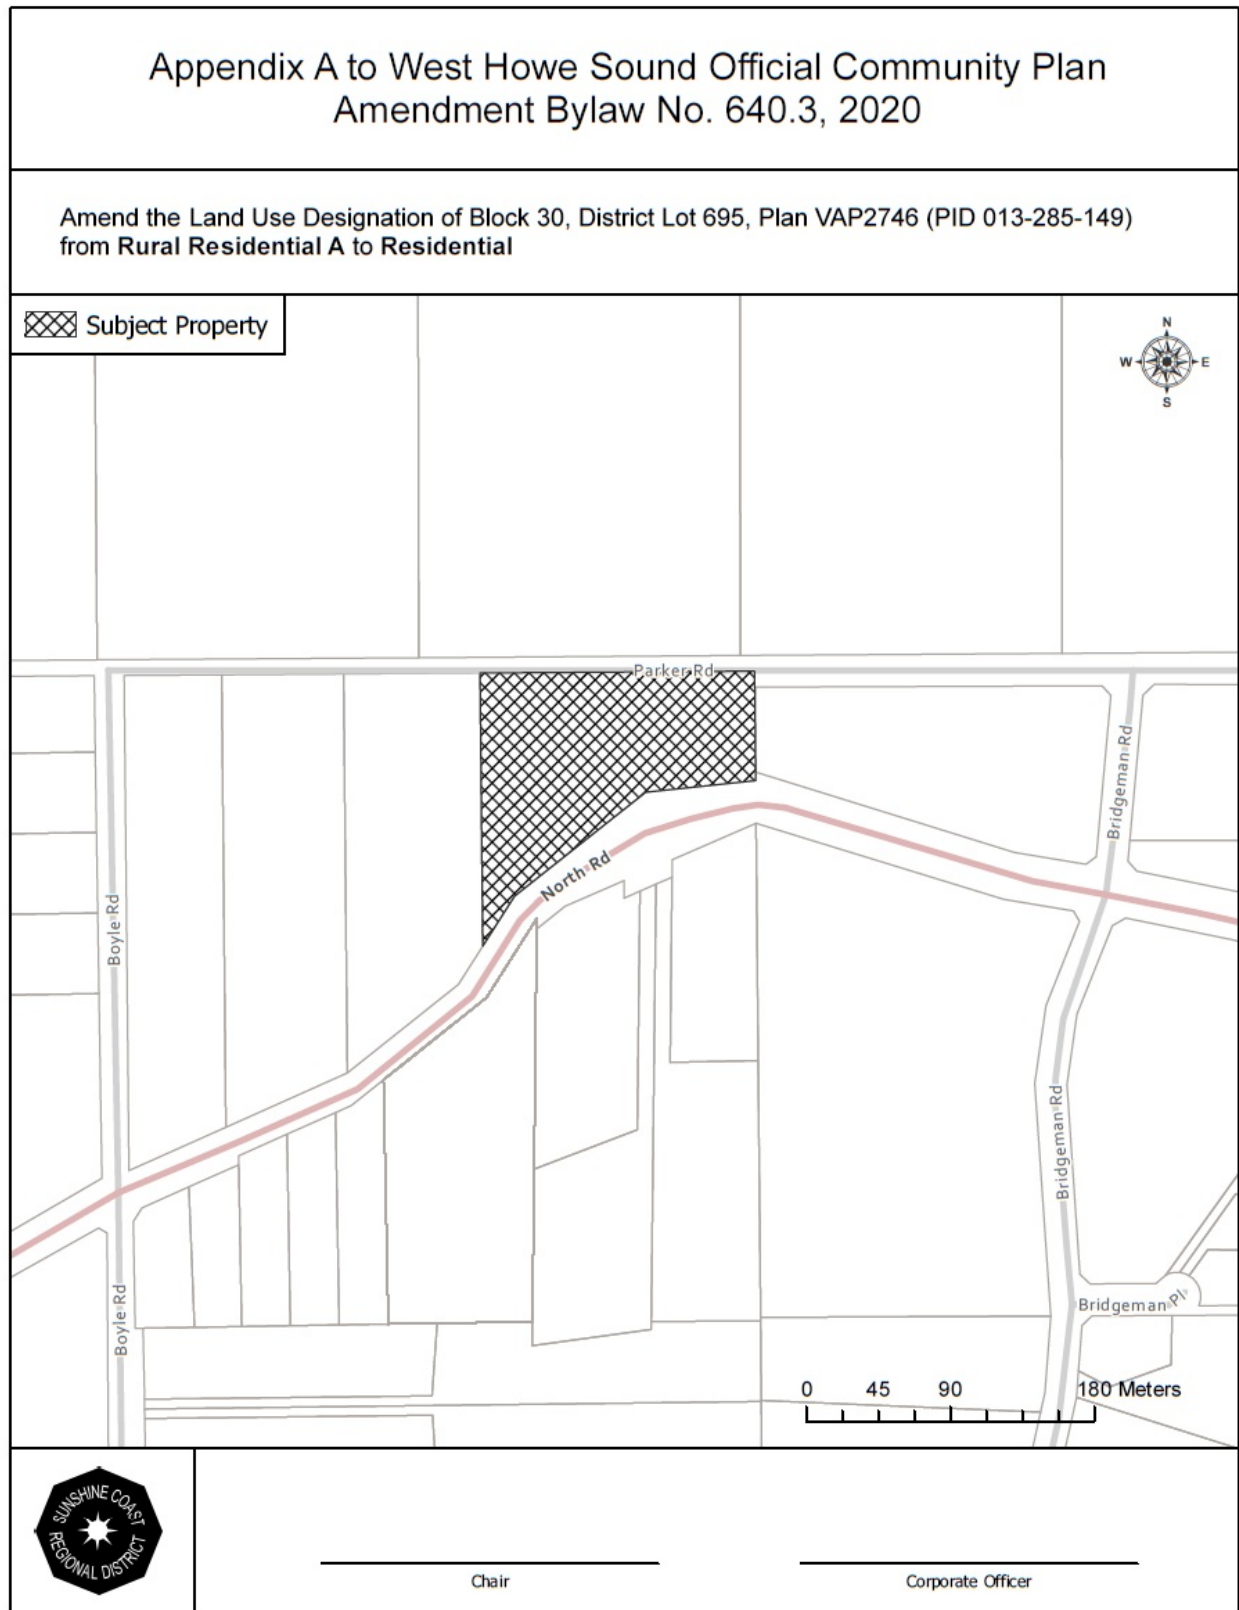 Appendix A to West Howe Sound Official Community Plan
Amendment Bylaw No. 640.3, 2020
Amend the Land Use Designation of Block 30, District Lot 695, Plan VAP2746 (PID 013-285-149)
from Rural Residential A to Residential
Subject Property
N
W E
S
Parker Rd
Bridgeman Rd
North Rd
Boyle Rd
Bridgeman Rd
Boyle Rd
Bridgeman Pl
0 45 90 180 Meters
SUNSHINE COAST
REGIONAL DISTRICT
Chair
Corporate Officer